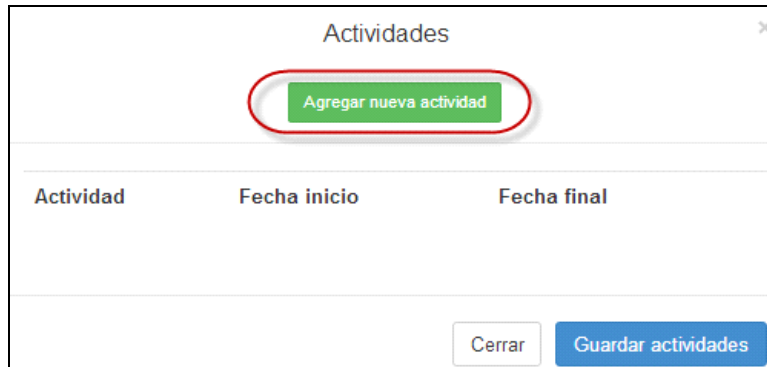 Actividades
Agregar nueva actividad
Actividad Fecha inicio Fecha final
Cerrar Guardar actividades